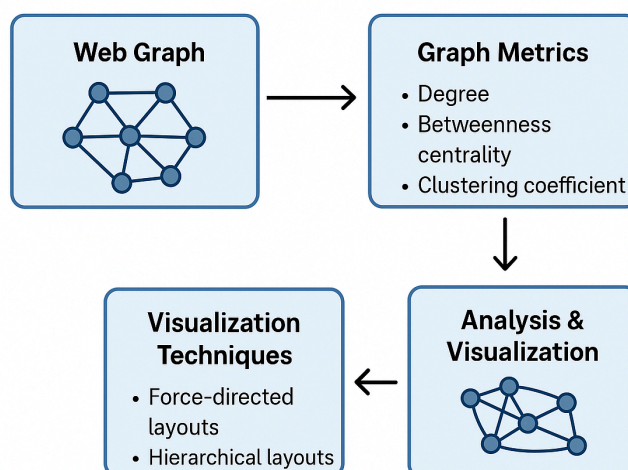 Web Graph
Graph Metrics
• Degree
• Betweenness
centrality
• Clustering coefficient
Visualization
Techniques
• Force-directed
layouts
• Hierarchical layouts
Analysis &
Visualization